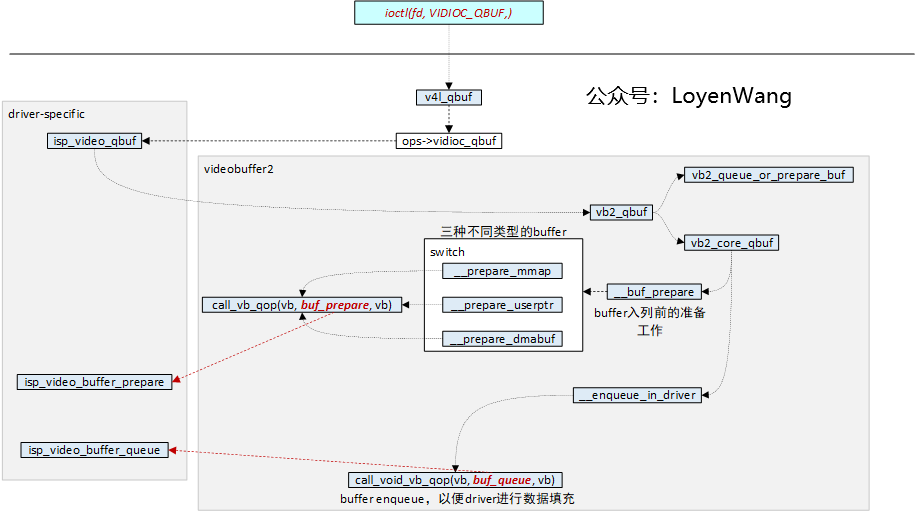 ioctl(fd, VIDIOC_QBUF,)
v4l_qbuf
公众号：LoyenWang
driver-specific
isp_video_qbuf
ops->vidioc_qbuf
videobuffer2
vb2_queue_or_prepare_buf
vb2_qbuf
三种不同类型的buffer
vb2_core_qbuf
switch
__prepare_mmap
__buf_prepare
call_vb_qop(vb, buf_prepare, vb)
__prepare_userptr
buffer入列前的准备
工作
__prepare_dmabuf
isp_video_buffer_prepare
__enqueue_in_driver
isp_video_buffer_queue
call_void_vb_qop(vb, buf_queue, vb)
buffer enqueue，以便driver进行数据填充